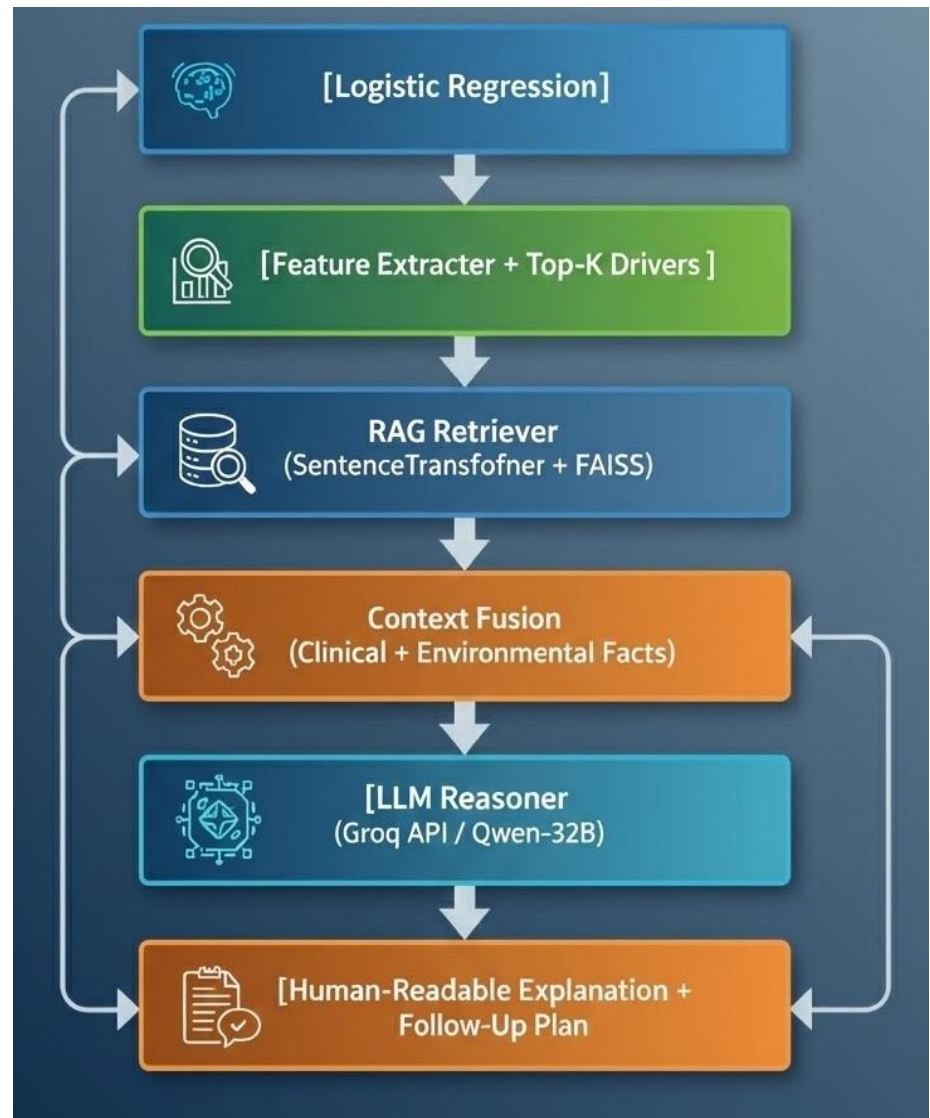 [Logistic Regression]
[Feature Extracter + Top-K Drivers ]
RAG Retriever
(SentenceTransfofner + FAISS)
Context Fusion
(Clinical + Environmental Facts)
[LLM Reasoner
(Groq API / Qwen-32B)
[Human-Readable Explanation +
Follow-Up Plan